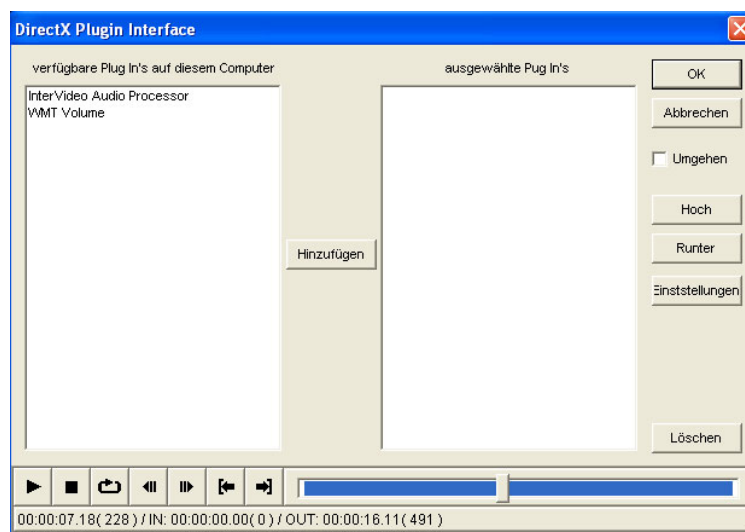 DirectX Plugin Interface
verfügbare Plug In's auf diesem Computer
ausgewählte Pug In's
InterVideo Audio Processor
WMT Volume
Hinzufügen
OK
Abbrechen
Umgehen
Hoch
Runter
Einststellungen
Löschen
00:00:07.18( 228 ) / IN: 00:00:00.00( 0 ) / OUT: 00:00:16.11( 491 )